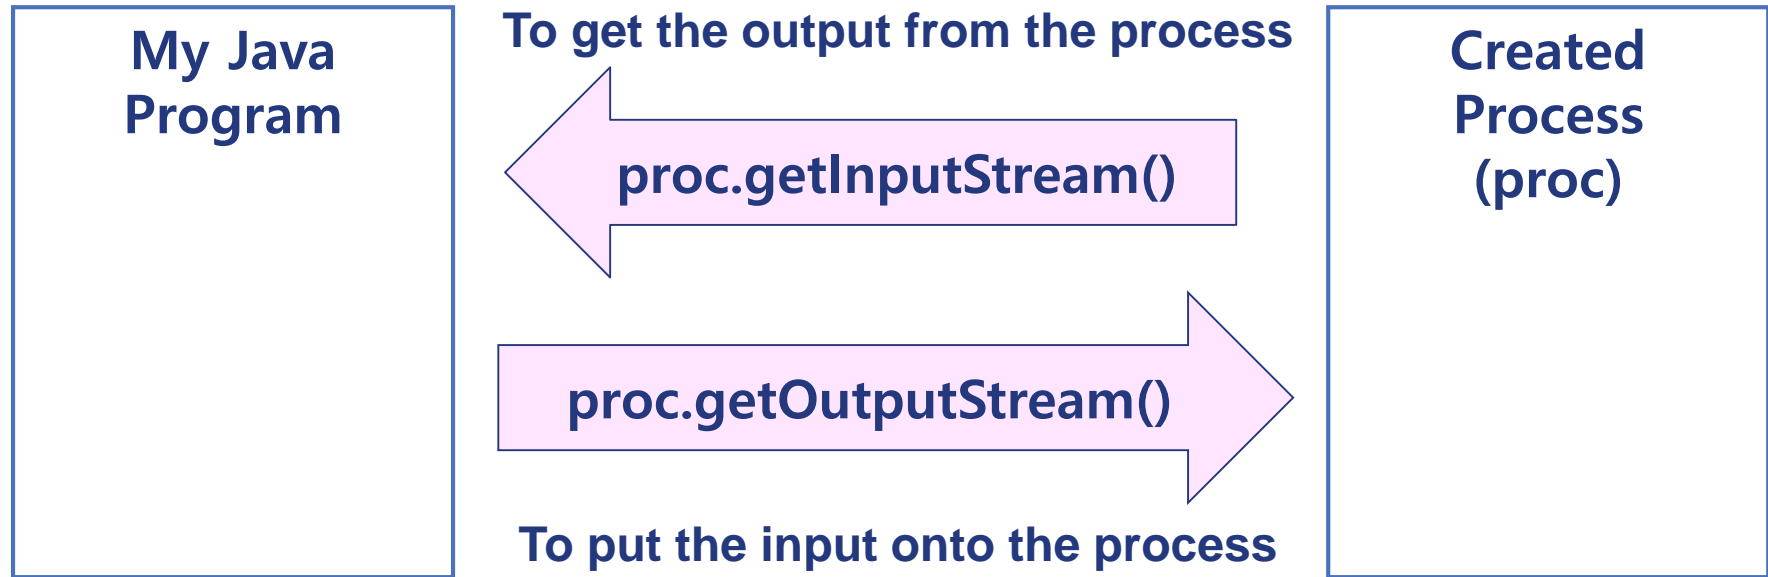 My Java
Program
To get the output from the process
proc.getInputStream()
proc.getOutputStream()
To put the input onto the process
Created
Process
(proc)